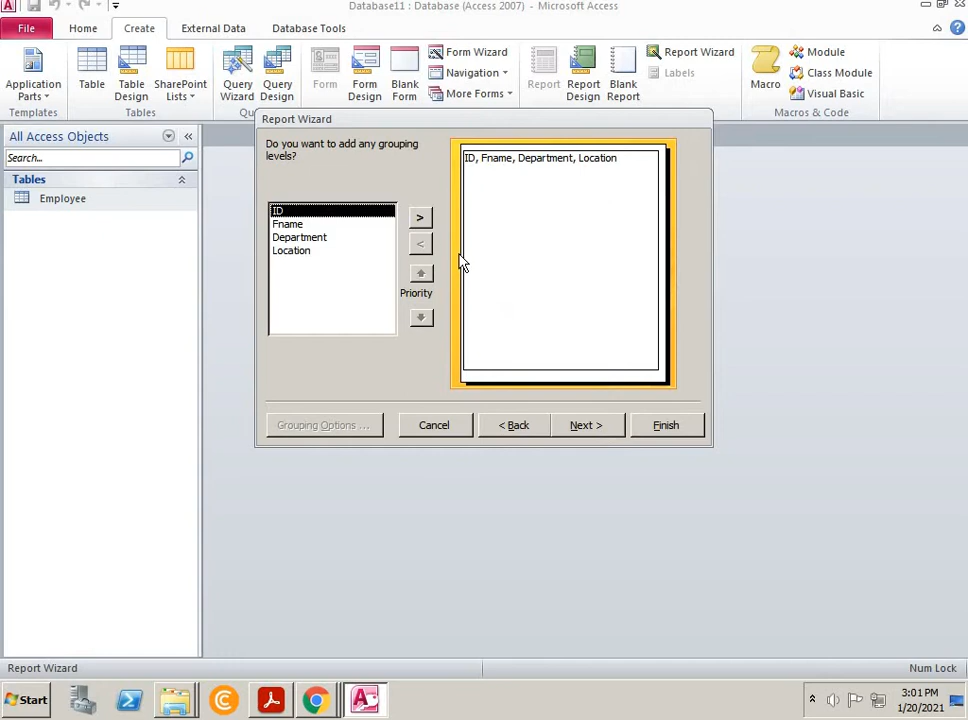 Database11 : Database (Access 2007) - Microsoft Access
File Home Create External Data Database Tools
Application Parts
Table
Table Design
SharePoint Lists
Query Wizard
Query Design
Form
Form Design
Blank Form
Form Wizard
Navigation
More Forms
Report
Report Design
Blank Report
Report Wizard
Labels
Macro
Module
Class Module
Visual Basic
Templates
Tables
Macros & Code
All Access Objects
Search...
Tables
Employee
Report Wizard
Do you want to add any grouping
levels?
ID
Fname
Department
Location
>
<
Priority
ID, Fname, Department, Location
Grouping Options ...
Cancel
< Back
Next >
Finish
Report Wizard
Num Lock
Start
3:01 PM
1/20/2021